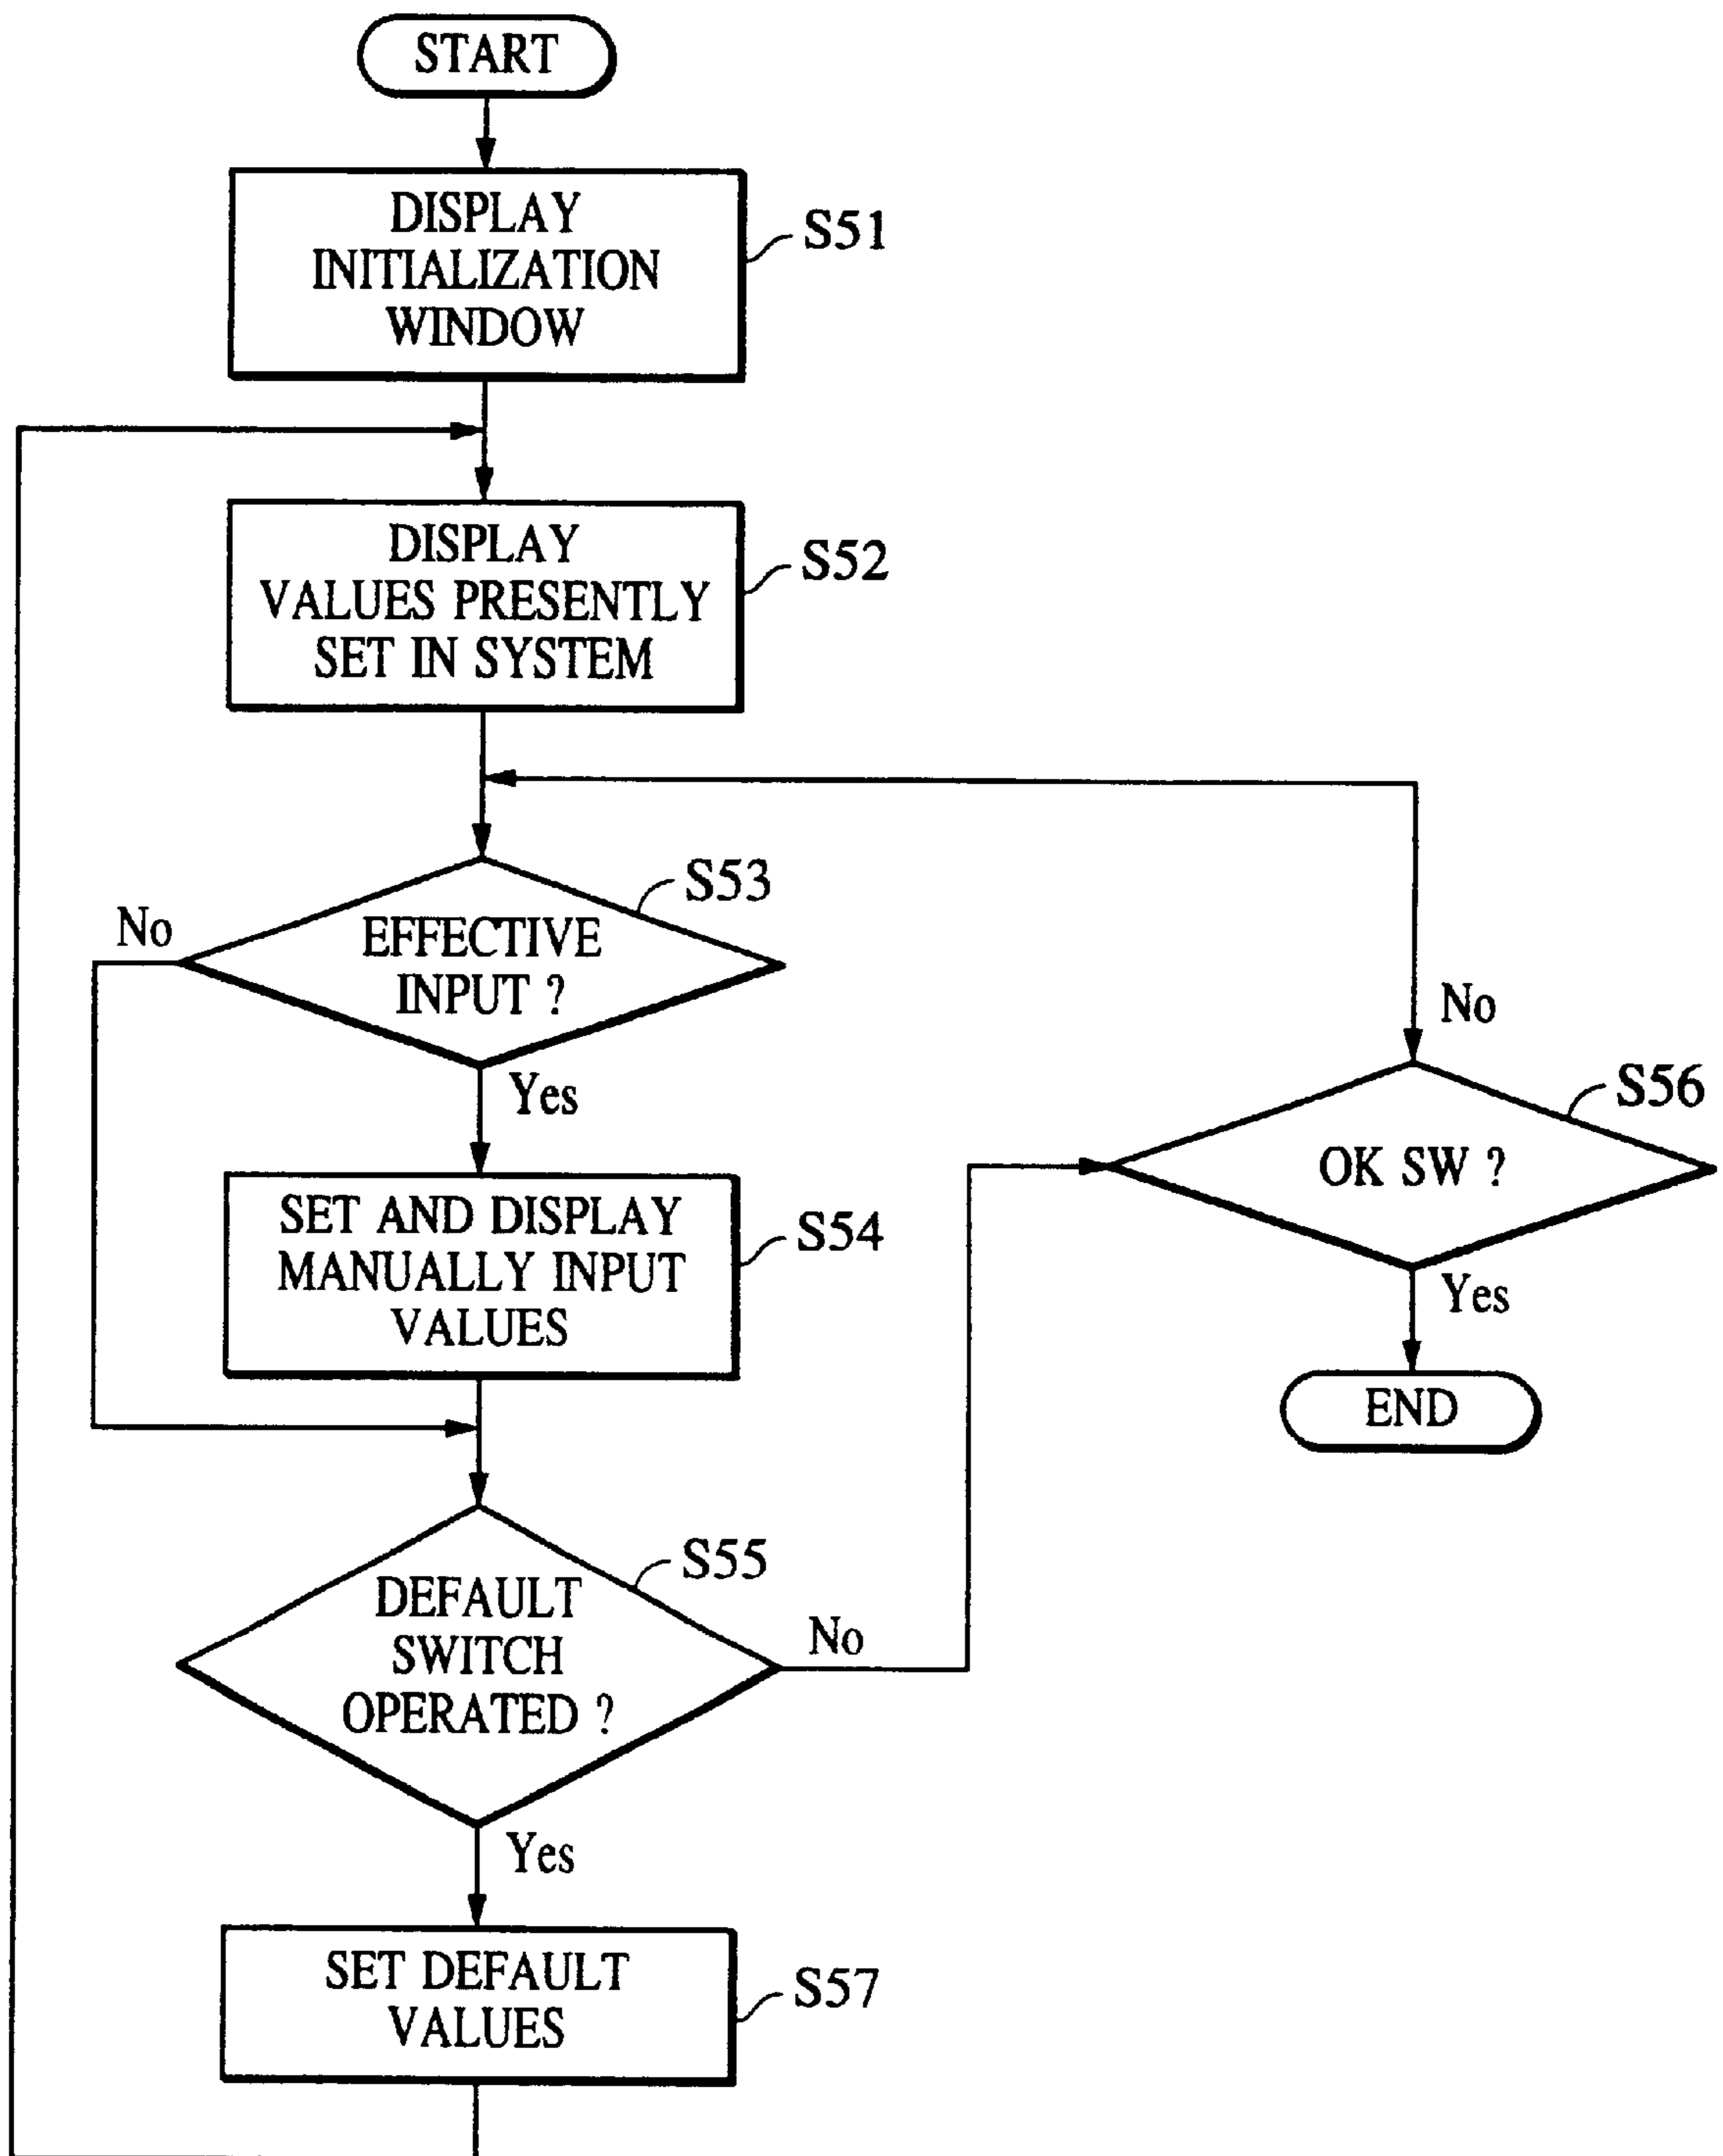 START
DISPLAY
INITIALIZATION
WINDOW
S51
DISPLAY
VALUES PRESENTLY
SET IN SYSTEM
S52
S53
No
EFFECTIVE
INPUT ?
Yes
No
S56
OK SW ?
Yes
END
SET AND DISPLAY
MANUALLY INPUT
VALUES
S54
S55
DEFAULT
SWITCH
OPERATED ?
No
Yes
SET DEFAULT
VALUES
S57